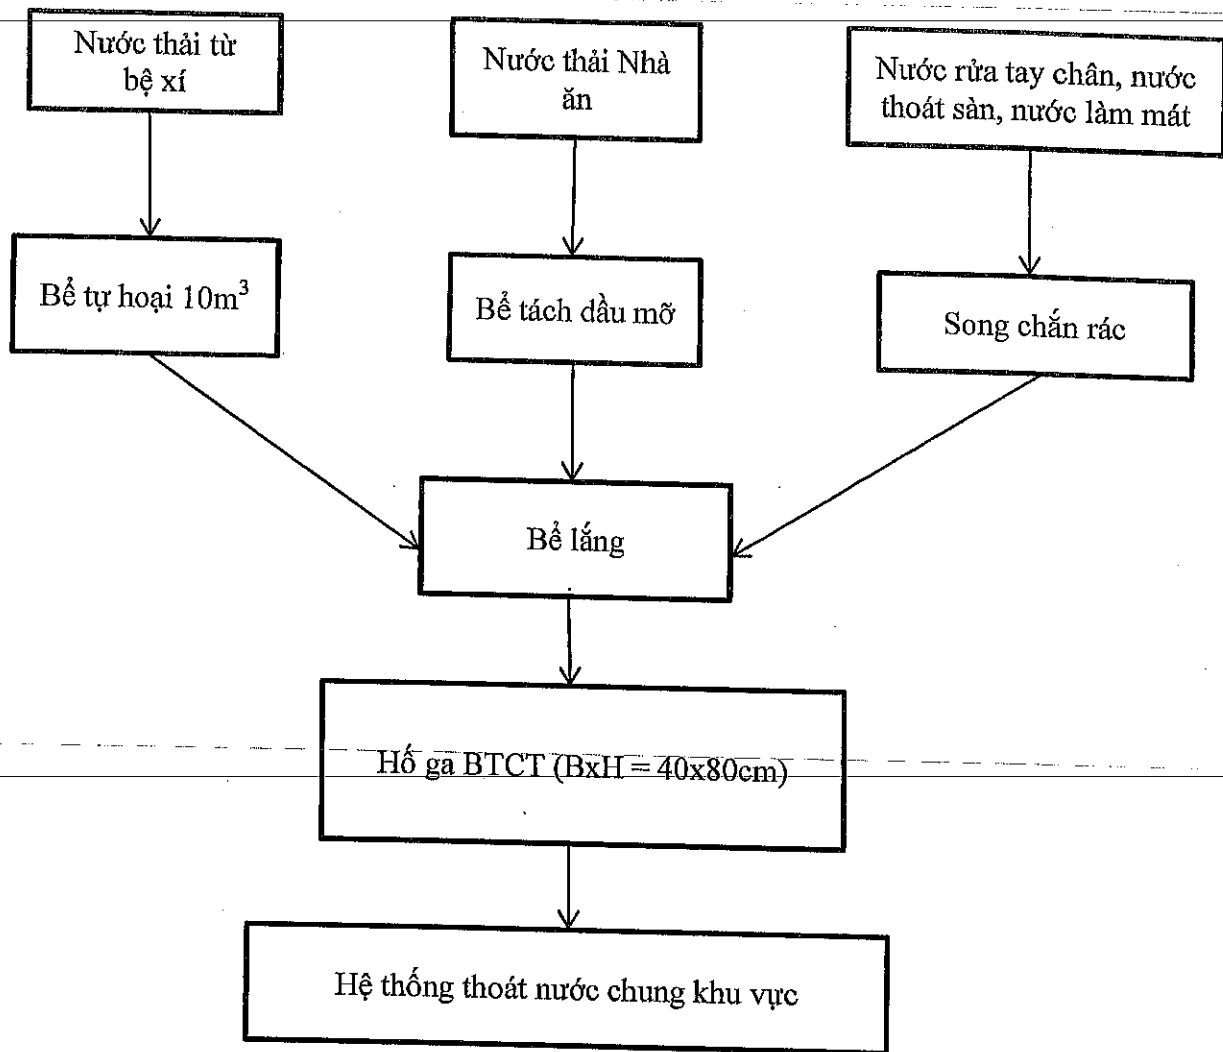 Nước thải từ
bệ xí
Nước thải Nhà
ăn
Nước rửa tay chân, nước
thoát sàn, nước làm mát
Bể tự hoại 10m³
Bể tách dầu mỡ
Song chắn rác
Bể lắng
Hố ga BTCT (BxH = 40x80cm)
Hệ thống thoát nước chung khu vực